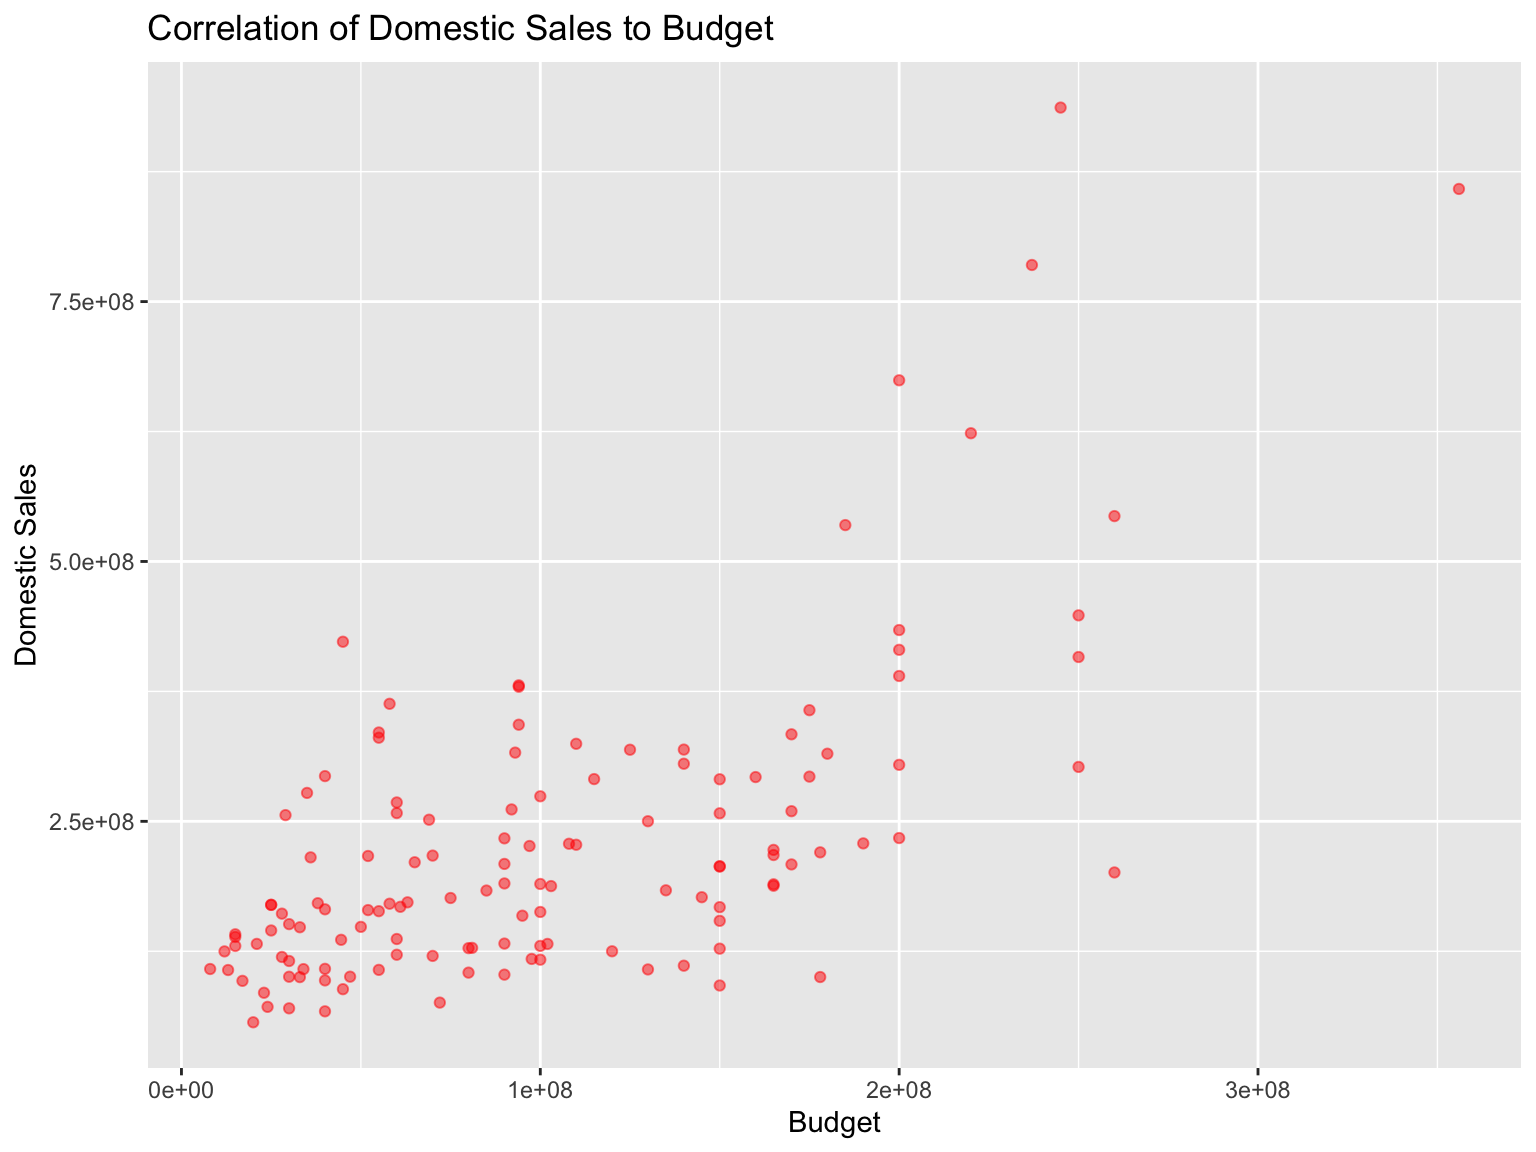 Correlation of Domestic Sales to Budget
7.5e+08
5.0e+08
2.5e+08
Domestic Sales
0e+00 1e+08 2e+08 3e+08
Budget